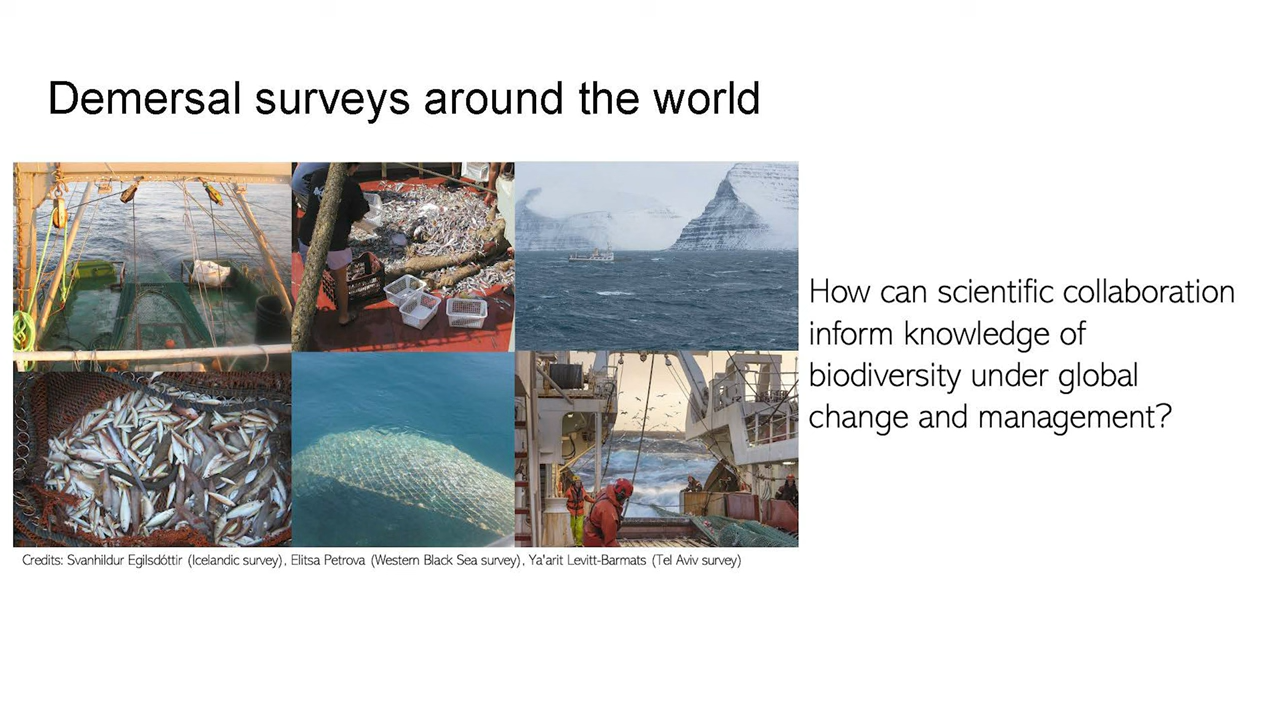 Demersal surveys around the world
How can scientific collaboration
inform knowledge of
biodiversity under global
change and management?
Credits: Svanhildur Egilsdóttir (Icelandic survey), Elitsa Petrova (Western Black Sea survey), Ya'arit Levitt-Barmats (Tel Aviv survey)